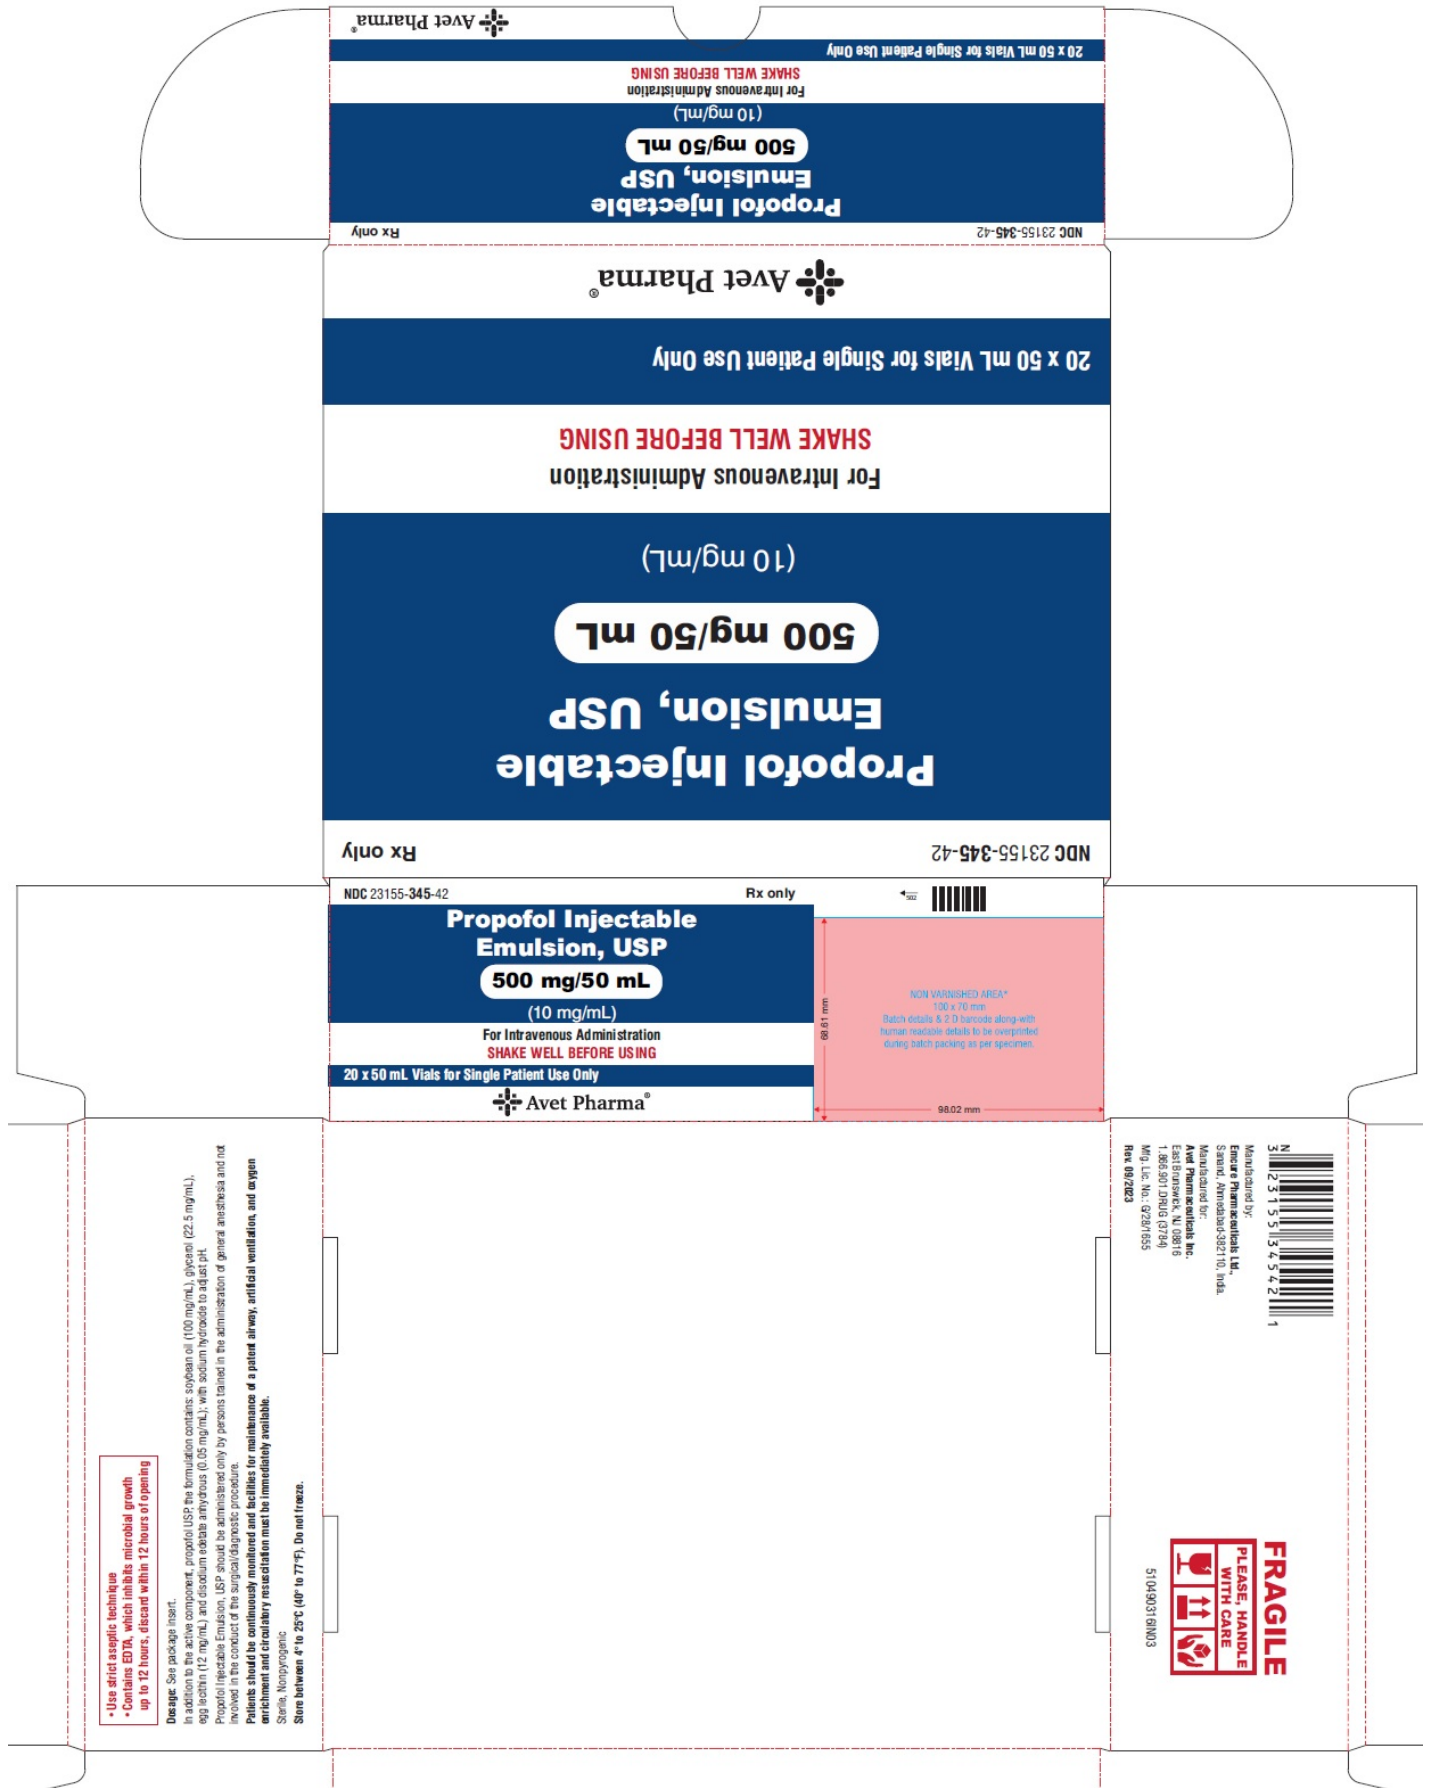 Avet Pharma®
20 x 50 mL Vials for Single Patient Use Only
SHAKE WELL BEFORE USING
For Intravenous Administration
(10 mg/mL)
500 mg/50 mL
Emulsion, USP
Propofol Injectable
NDC 23155-345-42
Rx only
Avet Pharma®
20 x 50 mL Vials for Single Patient Use Only
SHAKE WELL BEFORE USING
For Intravenous Administration
(10 mg/mL)
500 mg/50 mL
Emulsion, USP
Propofol Injectable
NDC 23155-345-42
Rx only
NDC 23155-345-42
Rx only
502
Propofol Injectable
Emulsion, USP
500 mg/50 mL
(10 mg/mL)
For Intravenous Administration
SHAKE WELL BEFORE USING
20 x 50 mL Vials for Single Patient Use Only
Avet Pharma®
68.61 mm
NON VARNISHED AREA*
100 x 70 mm
Batch details & 2 D barcode along-with
human readable details to be overprinted
during batch packing as per specimen.
98.02 mm
• Use strict aseptic technique
• Contains EDTA, which inhibits microbial growth
up to 12 hours, discard within 12 hours of opening
Dosage: See package insert.
In addition to the active component, propofol USP, the formulation contains: soybean oil (100 mg/mL), glycerol (22.5 mg/mL),
egg lecithin (12 mg/mL) and disodium edetate anhydrous (0.05 mg/mL); with sodium hydroxide to adjust pH.
Propofol Injectable Emulsion, USP should be administered only by persons trained in the administration of general anesthesia and not
involved in the conduct of the surgical/diagnostic procedure.
Patients should be continuously monitored and facilities for maintenance of a patent airway, artificial ventilation, and oxygen
enrichment and circulatory resuscitation must be immediately available.
Sterile, Nonpyrogenic
Store between 4° to 25°C (40° to 77°F). Do not freeze.
N
3 23155 34542 1
Manufactured by:
Emcure Pharmaceuticals Ltd.,
Sanand, Ahmedabad-382110, India.
Manufactured for:
Avet Pharmaceuticals Inc.
East Brunswick, NJ 08816
1.866.901.DRUG (3784)
Mfg. Lic. No.: G/28/1655
Rev. 09/2023
FRAGILE
PLEASE, HANDLE
WITH CARE
510490316IN03